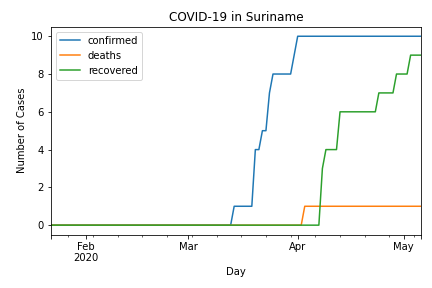 COVID-19 in Suriname
confirmed
deaths
recovered
Number of Cases
10
8
6
4
2
0
Feb
2020
Mar
Apr
May
Day